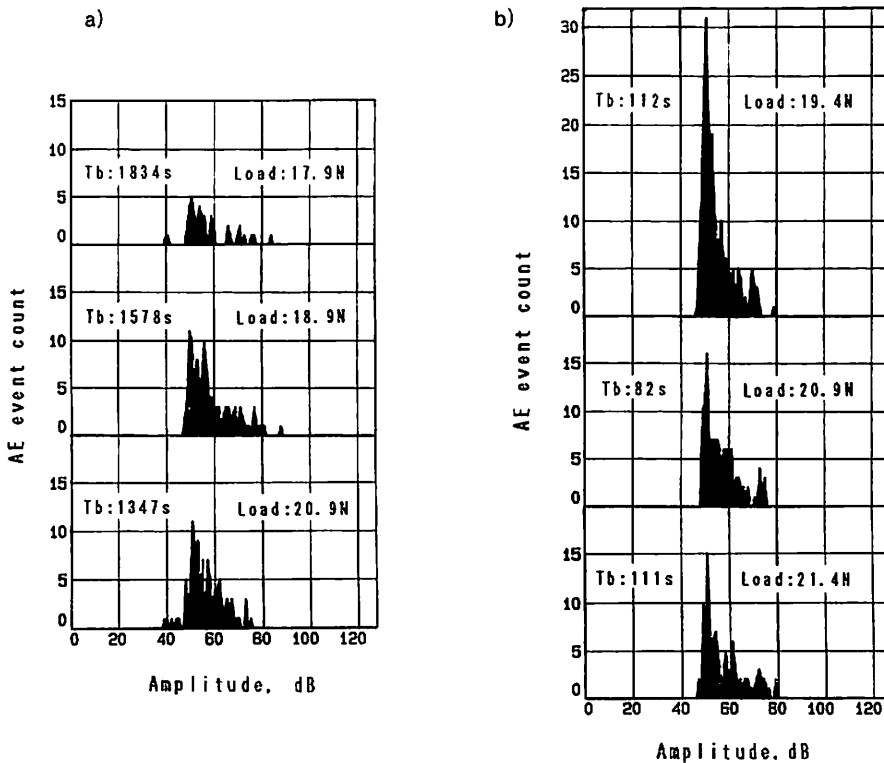 a)
15
10
5
0
Tb:1834s Load:17.9N
10
5
0
Tb:1578s Load:18.9N
10
5
0
Tb:1347s Load:20.9N
0 20 40 60 80 100 120
Amplitude, dB
AE event count
b)
30
25
20
15
10
5
0
Tb:112s Load:19.4N
15
10
5
0
Tb:82s Load:20.9N
15
10
5
0
Tb:111s Load:21.4N
0 20 40 60 80 100 120
Amplitude, dB
AE event count